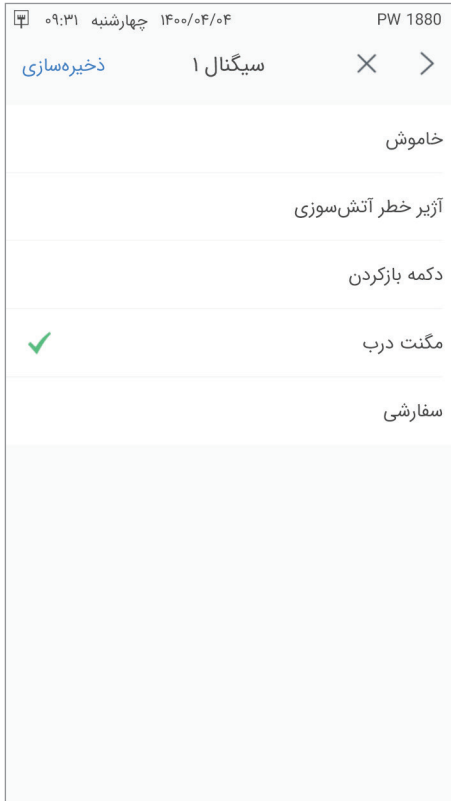 PW 1880 ۱۴۰۰/۰۴/۰۴ چهارشنبه ۰۹:۳۱
سیگنال ۱ ذخیره‌سازی
خاموش
آژیر خطر آتش‌سوزی
دکمه بازکردن
مگنت درب
سفارشی